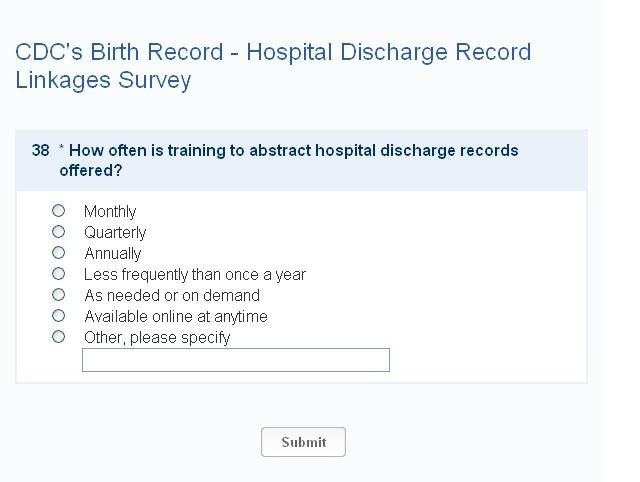 CDC's Birth Record - Hospital Discharge Record
Linkages Survey
38 * How often is training to abstract hospital discharge records
offered?
Monthly
Quarterly
Annually
Less frequently than once a year
As needed or on demand
Available online at anytime
Other, please specify
Submit